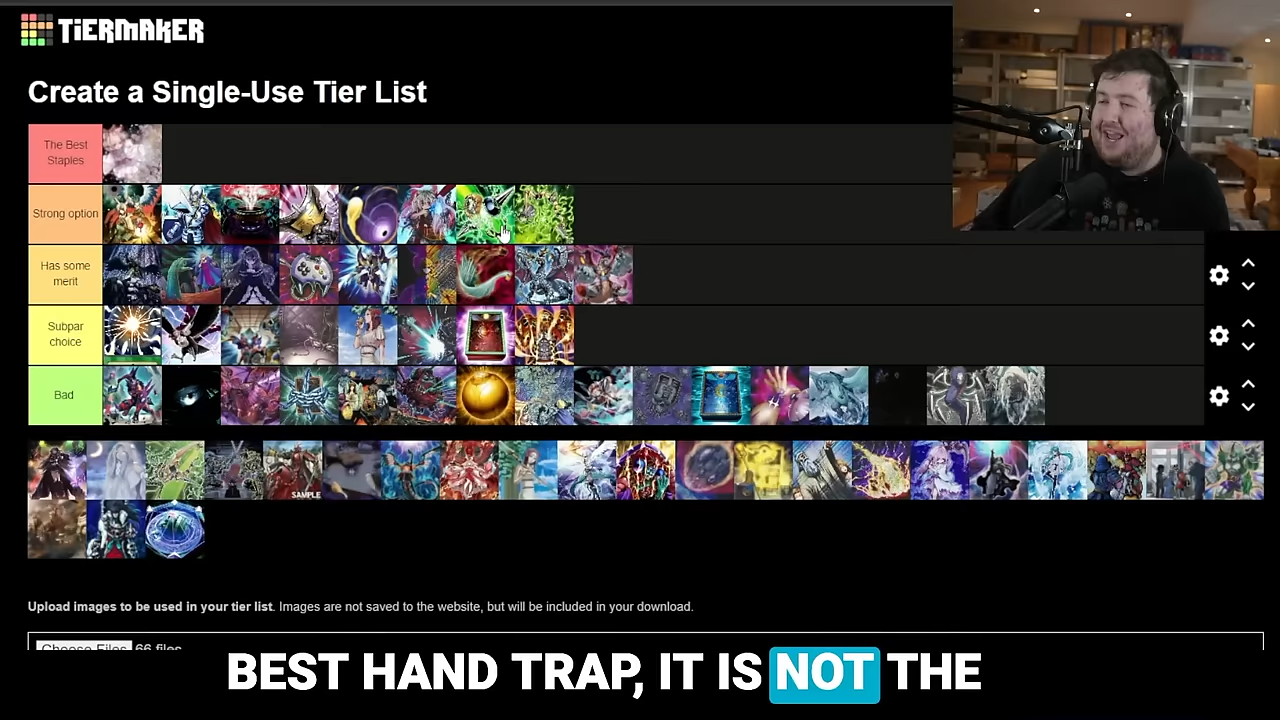 TiERMAKER
Create a Single-Use Tier List
The Best
Staples
Strong option
Has some
merit
Subpar
choice
Bad
SAMPLE
Upload images to be used in your tier list. Images are not saved to the website, but will be included in your download.
Choose Files 66 files
BEST HAND TRAP, IT IS NOT THE